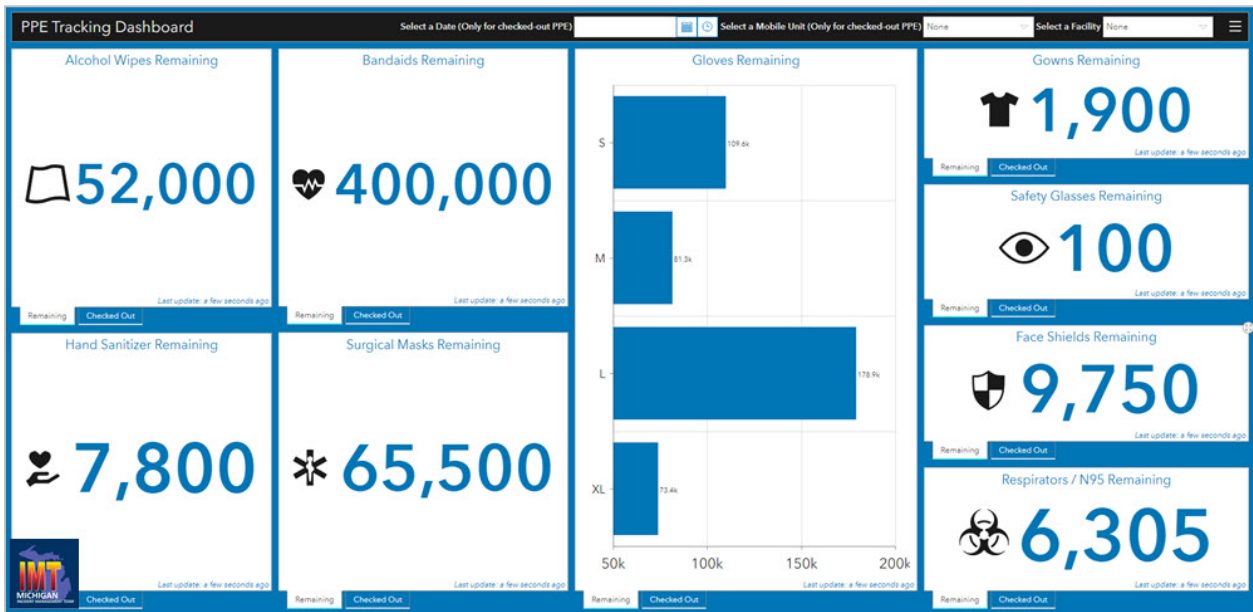 PPE Tracking Dashboard
Select a Date (Only for checked-out PPE)
Select a Mobile Unit (Only for checked-out PPE) None
Select a Facility None
Alcohol Wipes Remaining
52,000
Last update: a few seconds ago
Remaining Checked Out
Bandaids Remaining
400,000
Last update: a few seconds ago
Remaining Checked Out
Hand Sanitizer Remaining
7,800
Last update: a few seconds ago
Checked Out
IMT
MICHIGAN
Surgical Masks Remaining
65,500
Last update: a few seconds ago
Remaining Checked Out
Gloves Remaining
S 109.6k
M 81.3k
L 178.9k
XL 73.4k
50k 100k 150k 200k
Last update: a few seconds ago
Remaining Checked Out
Gowns Remaining
1,900
Last update: a few seconds ago
Remaining Checked Out
Safety Glasses Remaining
100
Last update: a few seconds ago
Remaining Checked Out
Face Shields Remaining
9,750
Last update: a few seconds ago
Remaining Checked Out
Respirators / N95 Remaining
6,305
Last update: a few seconds ago
Remaining Checked Out